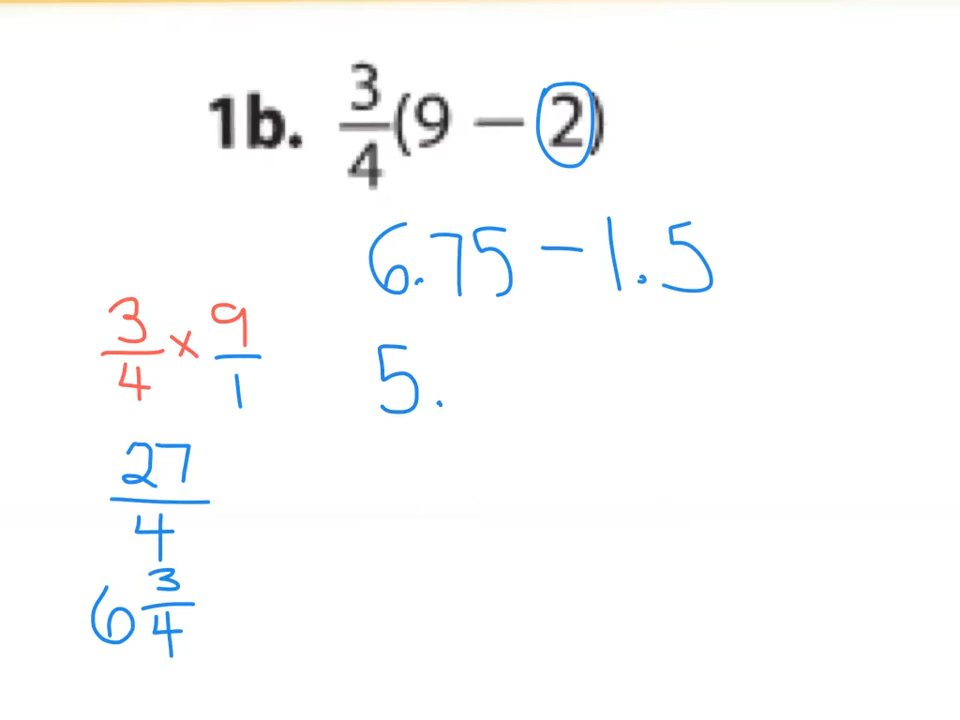 1b. 3/4(9 − 2)
6.75 − 1.5
3/4 × 9/1
5.
27/4
6 3/4